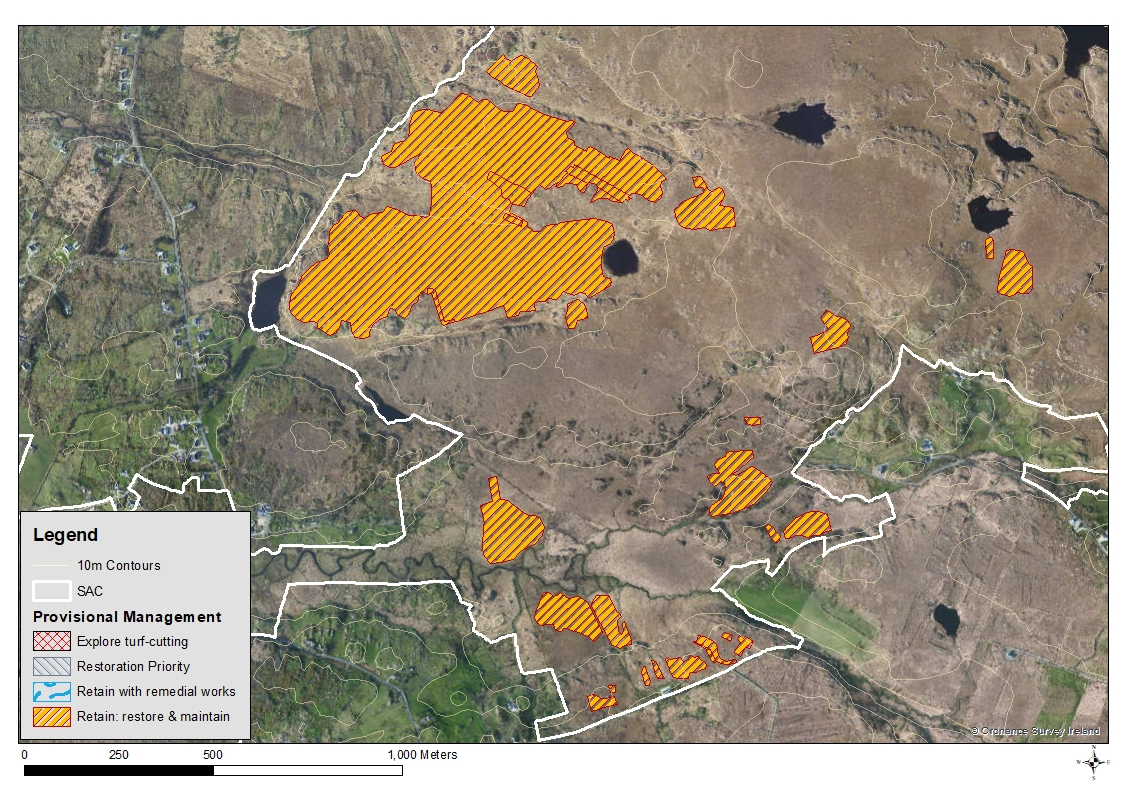 Legend
10m Contours
SAC
Provisional Management
Explore turf-cutting
Restoration Priority
Retain with remedial works
Retain: restore & maintain
© Ordnance Survey Ireland
0 250 500 1,000 Meters
N
W E
S